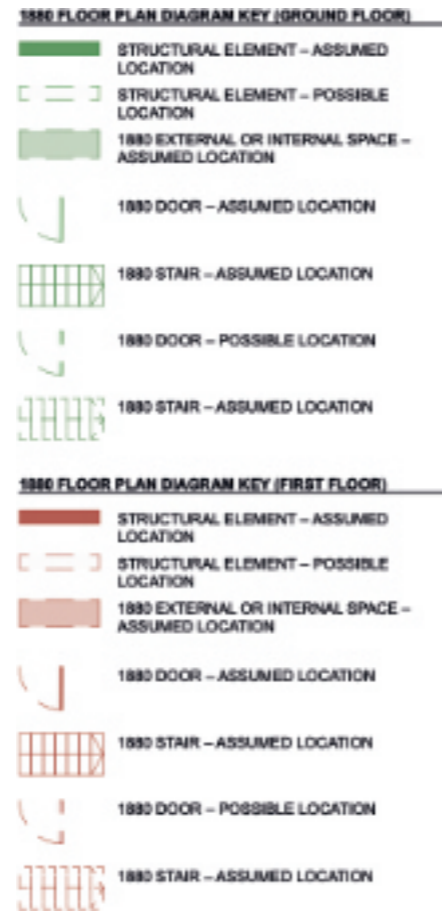 1880 FLOOR PLAN DIAGRAM KEY (GROUND FLOOR)
STRUCTURAL ELEMENT – ASSUMED
LOCATION
STRUCTURAL ELEMENT – POSSIBLE
LOCATION
1880 EXTERNAL OR INTERNAL SPACE –
ASSUMED LOCATION
1880 DOOR – ASSUMED LOCATION
1880 STAIR – ASSUMED LOCATION
1880 DOOR – POSSIBLE LOCATION
1880 STAIR – ASSUMED LOCATION
1880 FLOOR PLAN DIAGRAM KEY (FIRST FLOOR)
STRUCTURAL ELEMENT – ASSUMED
LOCATION
STRUCTURAL ELEMENT – POSSIBLE
LOCATION
1880 EXTERNAL OR INTERNAL SPACE –
ASSUMED LOCATION
1880 DOOR – ASSUMED LOCATION
1880 STAIR – ASSUMED LOCATION
1880 DOOR – POSSIBLE LOCATION
1880 STAIR – ASSUMED LOCATION